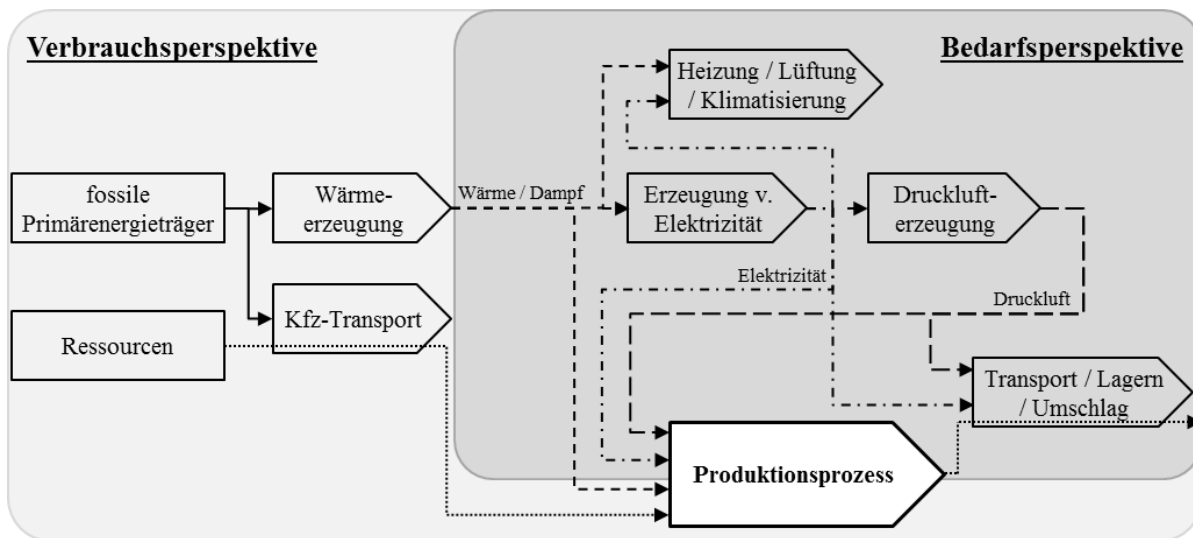 Verbrauchsperspektive
Bedarfsperspektive
Heizung / Lüftung
/ Klimatisierung
fossile
Primärenergieträger
Wärme-
erzeugung
Wärme / Dampf
Erzeugung v.
Elektrizität
Druckluft-
erzeugung
Elektrizität
Druckluft
Kfz-Transport
Ressourcen
Transport / Lagern
/ Umschlag
Produktionsprozess